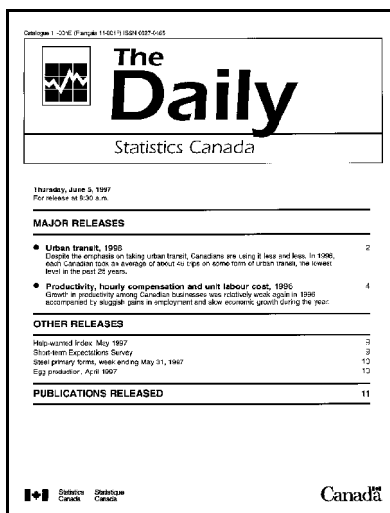 (Français 11-001F) ISSN 0827-0465
The
Daily
Statistics Canada
Thursday, June 5, 1997
For release at 8:30 a.m.
MAJOR RELEASES
• Urban transit, 1996 2
Despite the emphasis on taking urban transit, Canadians are using it less and less. In 1996,
each Canadian took an average of about 48 trips on some form of urban transit, the lowest
level in the past 25 years.
• Productivity, hourly compensation and unit labour cost, 1996 4
Growth in productivity among Canadian businesses was relatively weak again in 1996
accompanied by sluggish gains in employment and slow economic growth during the year.
OTHER RELEASES
Help-wanted Index, May 1997 9
Short-term Expectations Survey 9
Steel primary forms, week ending May 31, 1997 10
Egg production, April 1997 10
PUBLICATIONS RELEASED 11
Statistics Statistique
Canada Canada
Canada